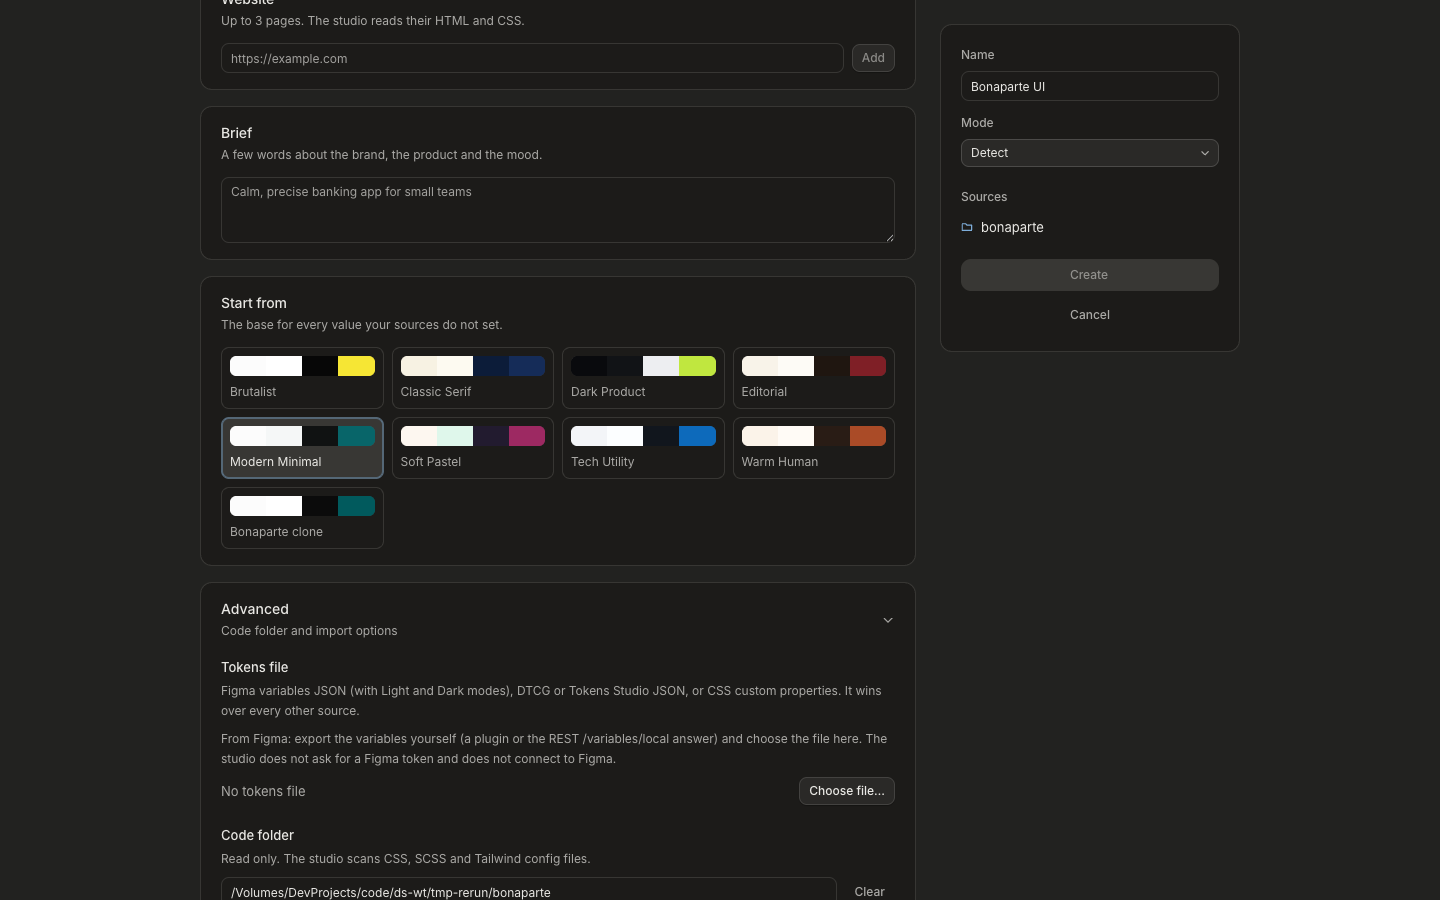 Website
Up to 3 pages. The studio reads their HTML and CSS.
https://example.com
Add
Brief
A few words about the brand, the product and the mood.
Calm, precise banking app for small teams
Start from
The base for every value your sources do not set.
Brutalist
Classic Serif
Dark Product
Editorial
Modern Minimal
Soft Pastel
Tech Utility
Warm Human
Bonaparte clone
Advanced
Code folder and import options
Tokens file
Figma variables JSON (with Light and Dark modes), DTCG or Tokens Studio JSON, or CSS custom properties. It wins
over every other source.
From Figma: export the variables yourself (a plugin or the REST /variables/local answer) and choose the file here. The
studio does not ask for a Figma token and does not connect to Figma.
No tokens file
Choose file...
Code folder
Read only. The studio scans CSS, SCSS and Tailwind config files.
/Volumes/DevProjects/code/ds-wt/tmp-rerun/bonaparte
Clear
Name
Bonaparte UI
Mode
Detect
Sources
bonaparte
Create
Cancel